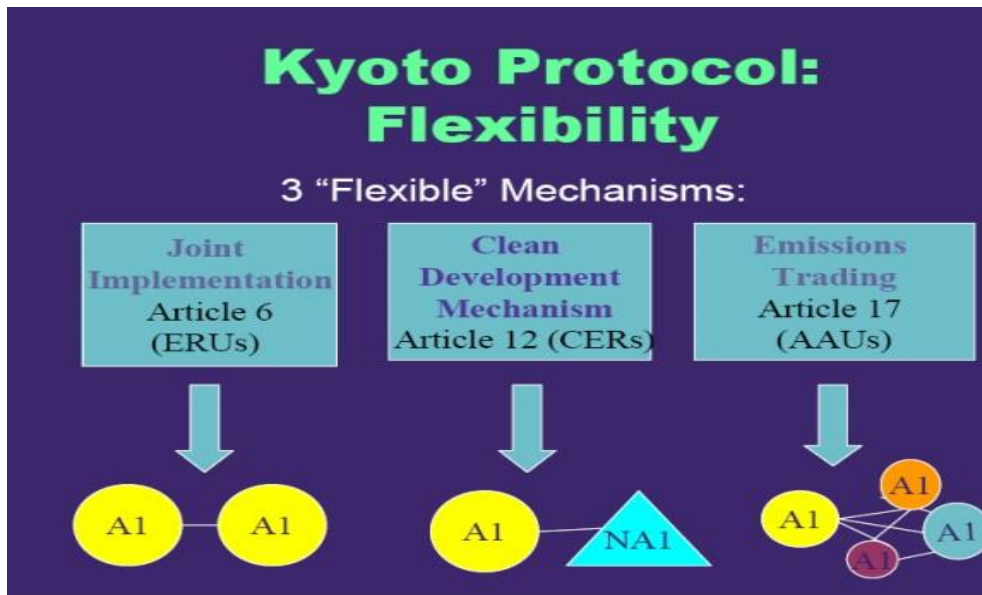 Kyoto Protocol:
Flexibility
3 “Flexible” Mechanisms:
Joint
Implementation
Article 6
(ERUs)
Clean
Development
Mechanism
Article 12 (CERs)
Emissions
Trading
Article 17
(AAUs)
A1
A1
A1
NA1
A1
A1
A1
A1